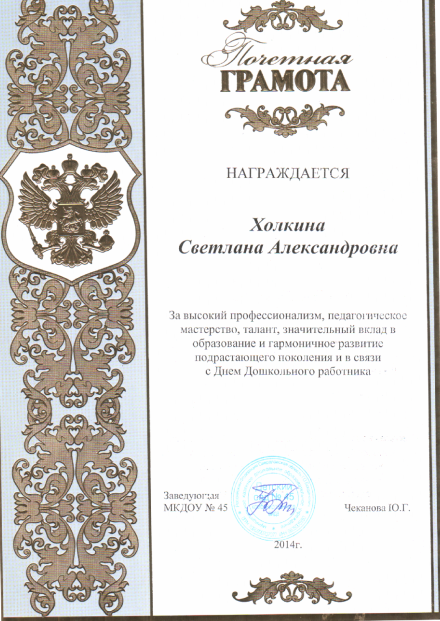 Почетная
ГРАМОТА
НАГРАЖДАЕТСЯ
Холкина
Светлана Александровна
За высокий профессионализм, педагогическое
мастерство, талант, значительный вклад в
образование и гармоничное развитие
подрастающего поколения и в связи
с Днем Дошкольного работника
Заведующая
МКДОУ № 45
Чеканова Ю.Г.
2014г.